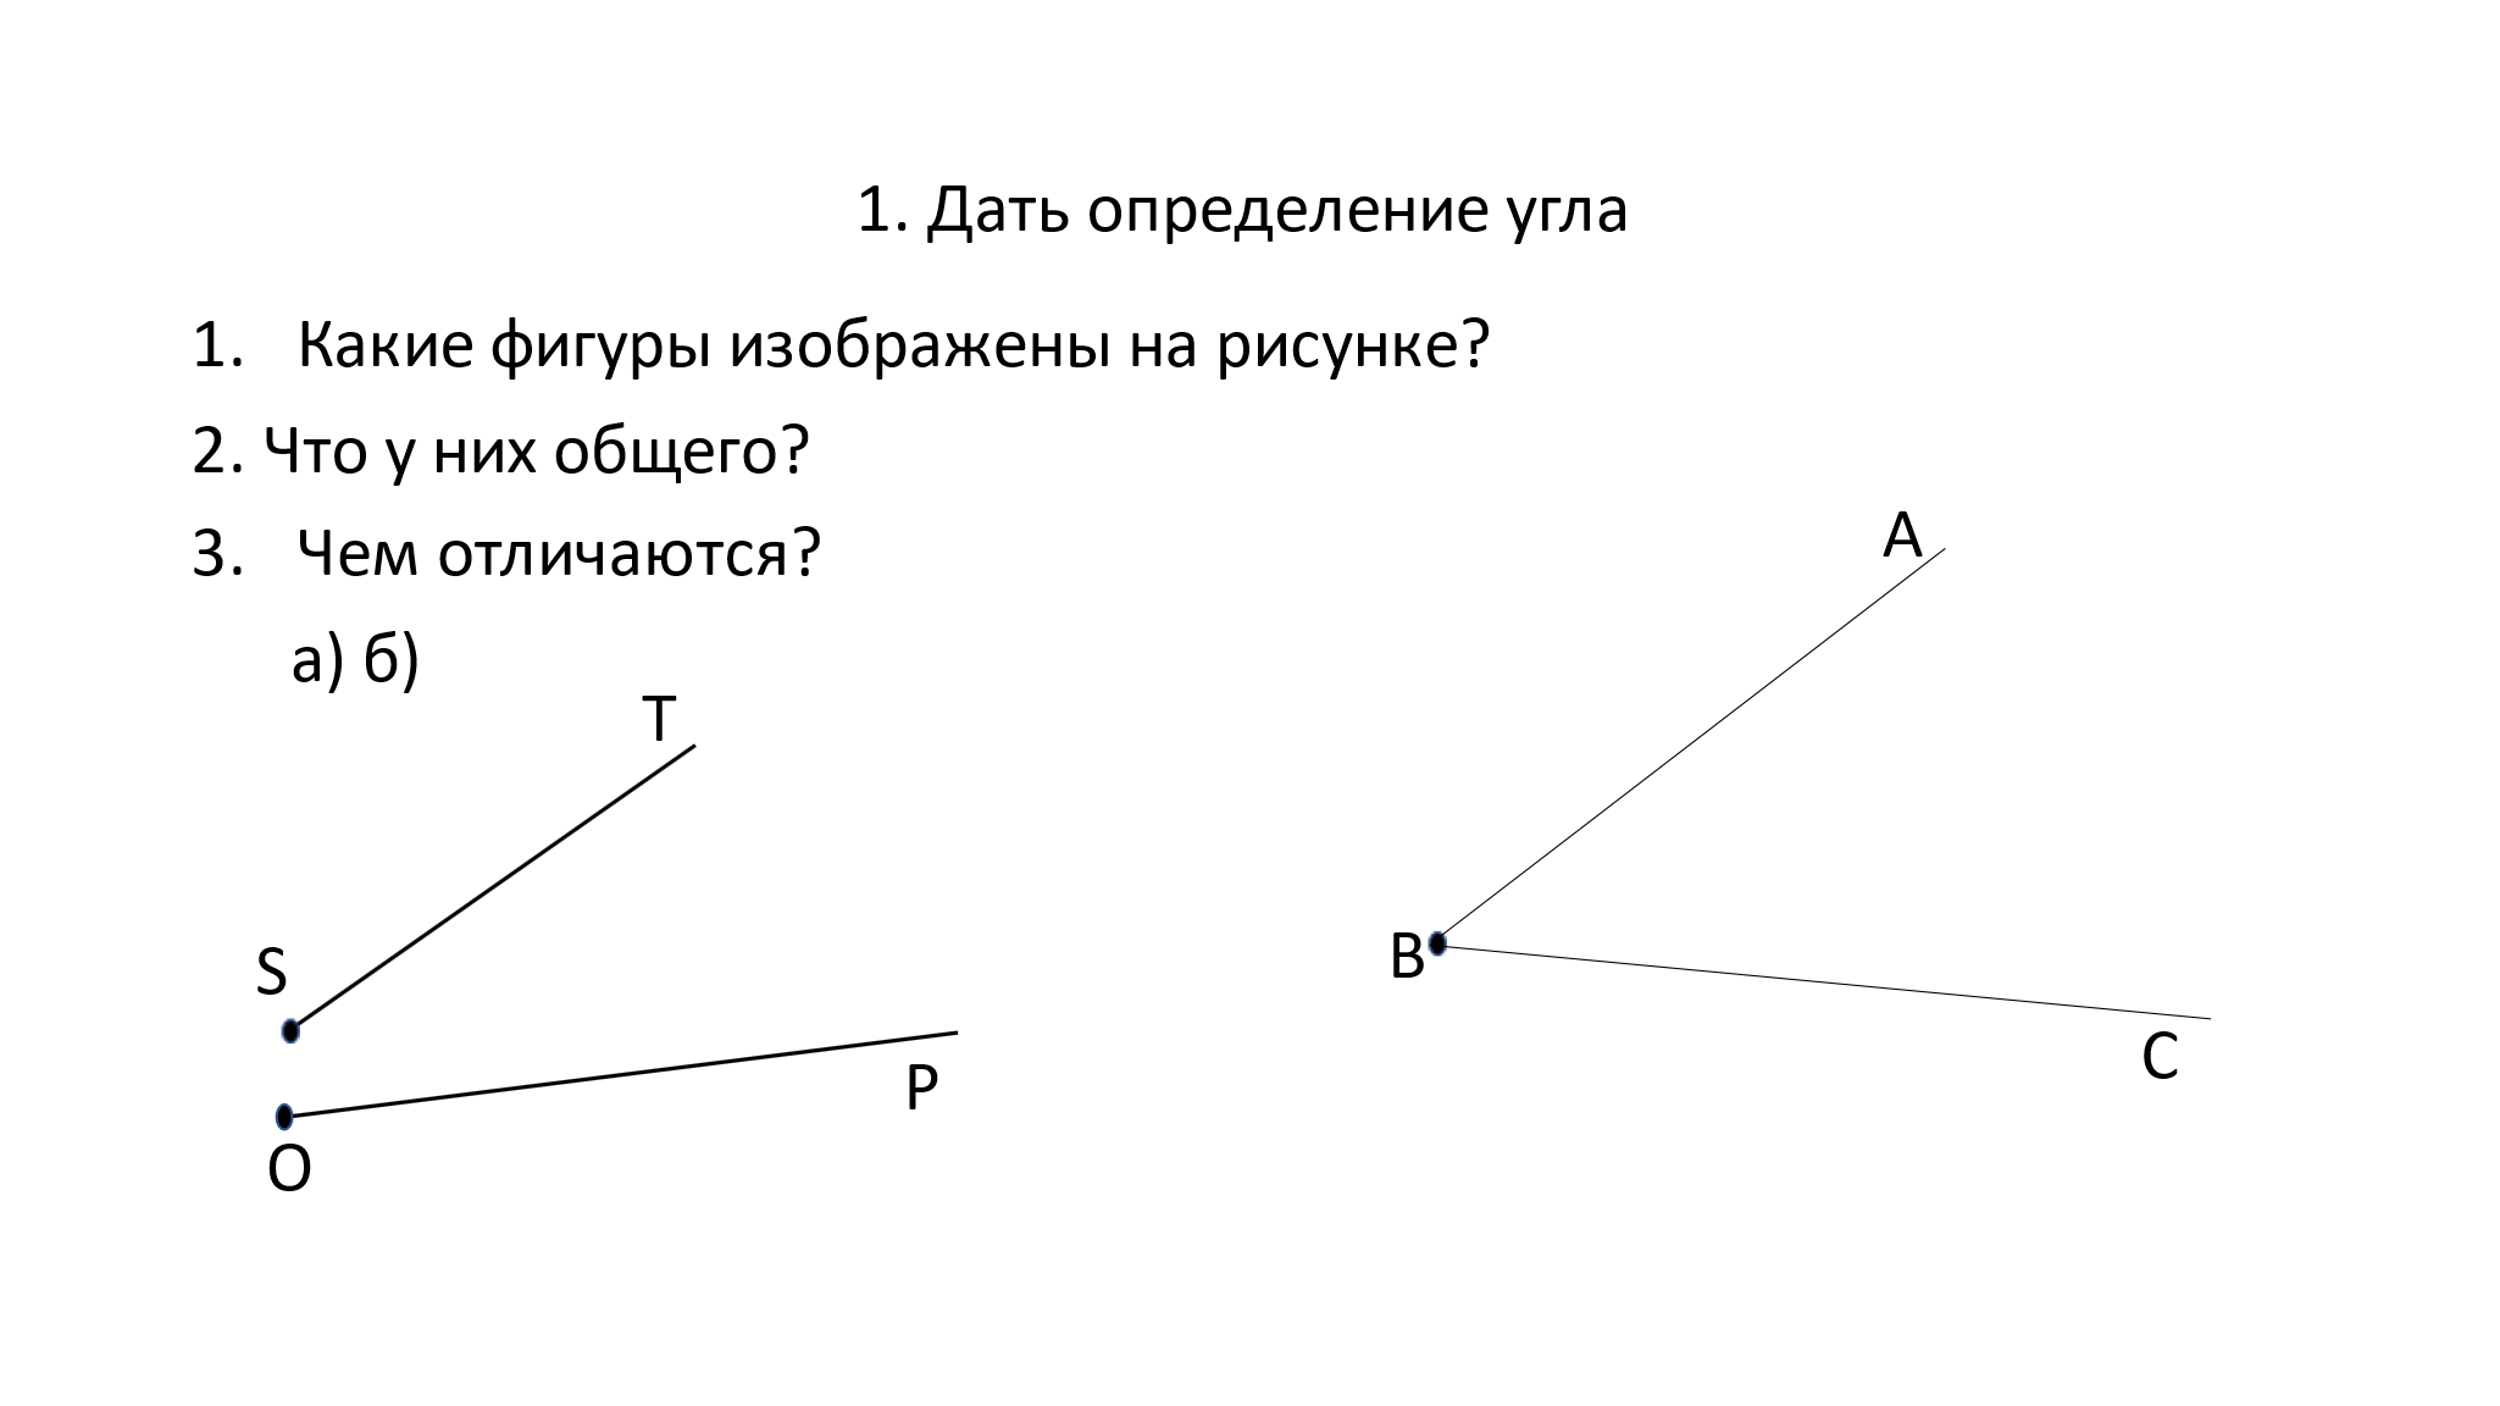 1. Дать определение угла
1. Какие фигуры изображены на рисунке?
2. Что у них общего?
3. Чем отличаются?
а) б)
T
S
P
O
A
B
C